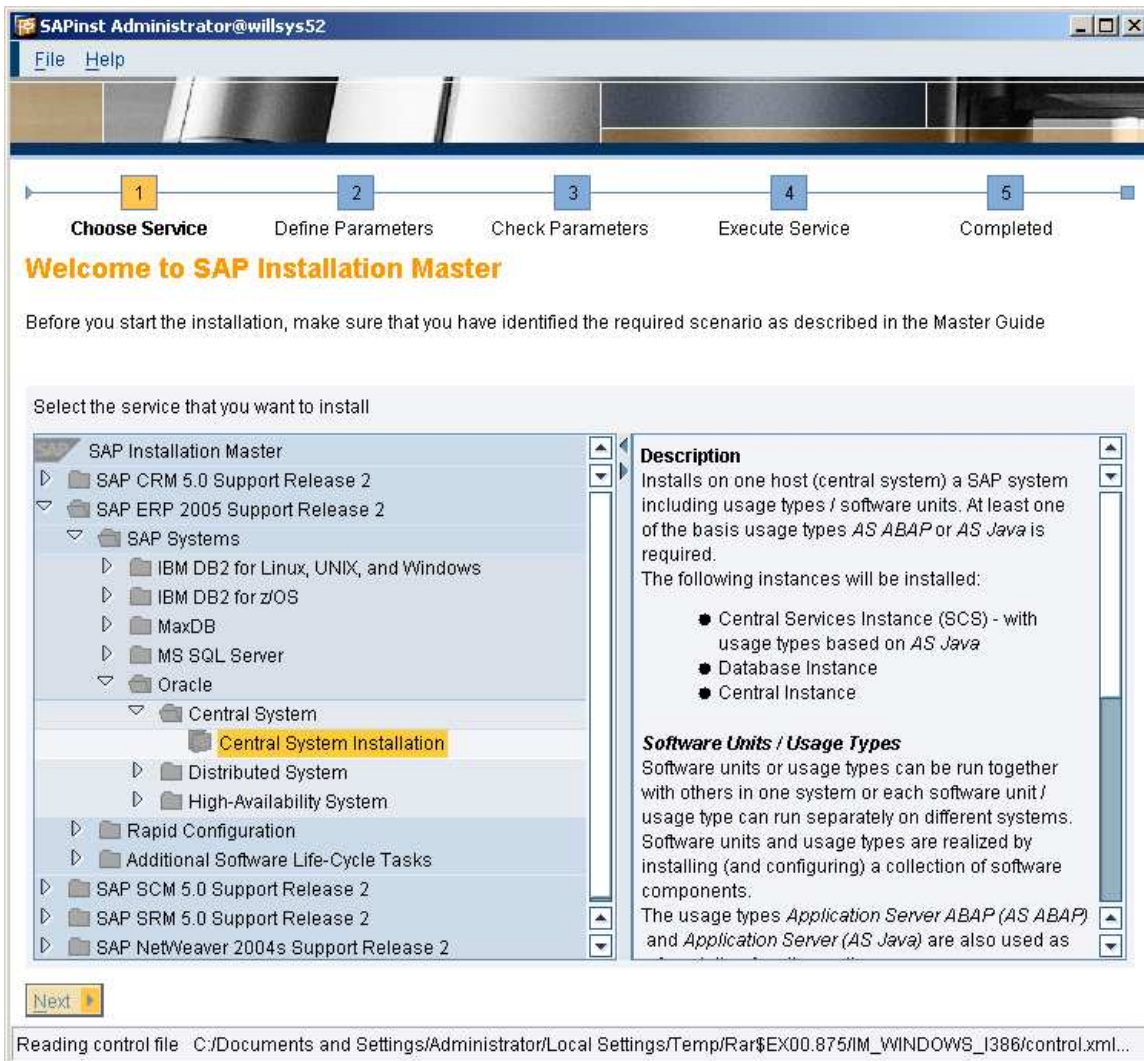 SAPinst Administrator@willsys52
File Help
1
2
3
4
5
Choose Service
Define Parameters
Check Parameters
Execute Service
Completed
Welcome to SAP Installation Master
Before you start the installation, make sure that you have identified the required scenario as described in the Master Guide
Select the service that you want to install
SAP SAP Installation Master
SAP CRM 5.0 Support Release 2
SAP ERP 2005 Support Release 2
SAP Systems
IBM DB2 for Linux, UNIX, and Windows
IBM DB2 for z/OS
MaxDB
MS SQL Server
Oracle
Central System
Central System Installation
Distributed System
High-Availability System
Rapid Configuration
Additional Software Life-Cycle Tasks
SAP SCM 5.0 Support Release 2
SAP SRM 5.0 Support Release 2
SAP NetWeaver 2004s Support Release 2
Description
Installs on one host (central system) a SAP system
including usage types / software units. At least one
of the basis usage types AS ABAP or AS Java is
required.
The following instances will be installed:
Central Services Instance (SCS) - with
usage types based on AS Java
Database Instance
Central Instance
Software Units / Usage Types
Software units or usage types can be run together
with others in one system or each software unit /
usage type can run separately on different systems.
Software units and usage types are realized by
installing (and configuring) a collection of software
components.
The usage types Application Server ABAP (AS ABAP)
and Application Server (AS Java) are also used as
Next
Reading control file C:/Documents and Settings/Administrator/Local Settings/Temp/Rar$EX00.875/IM_WINDOWS_I386/control.xml...